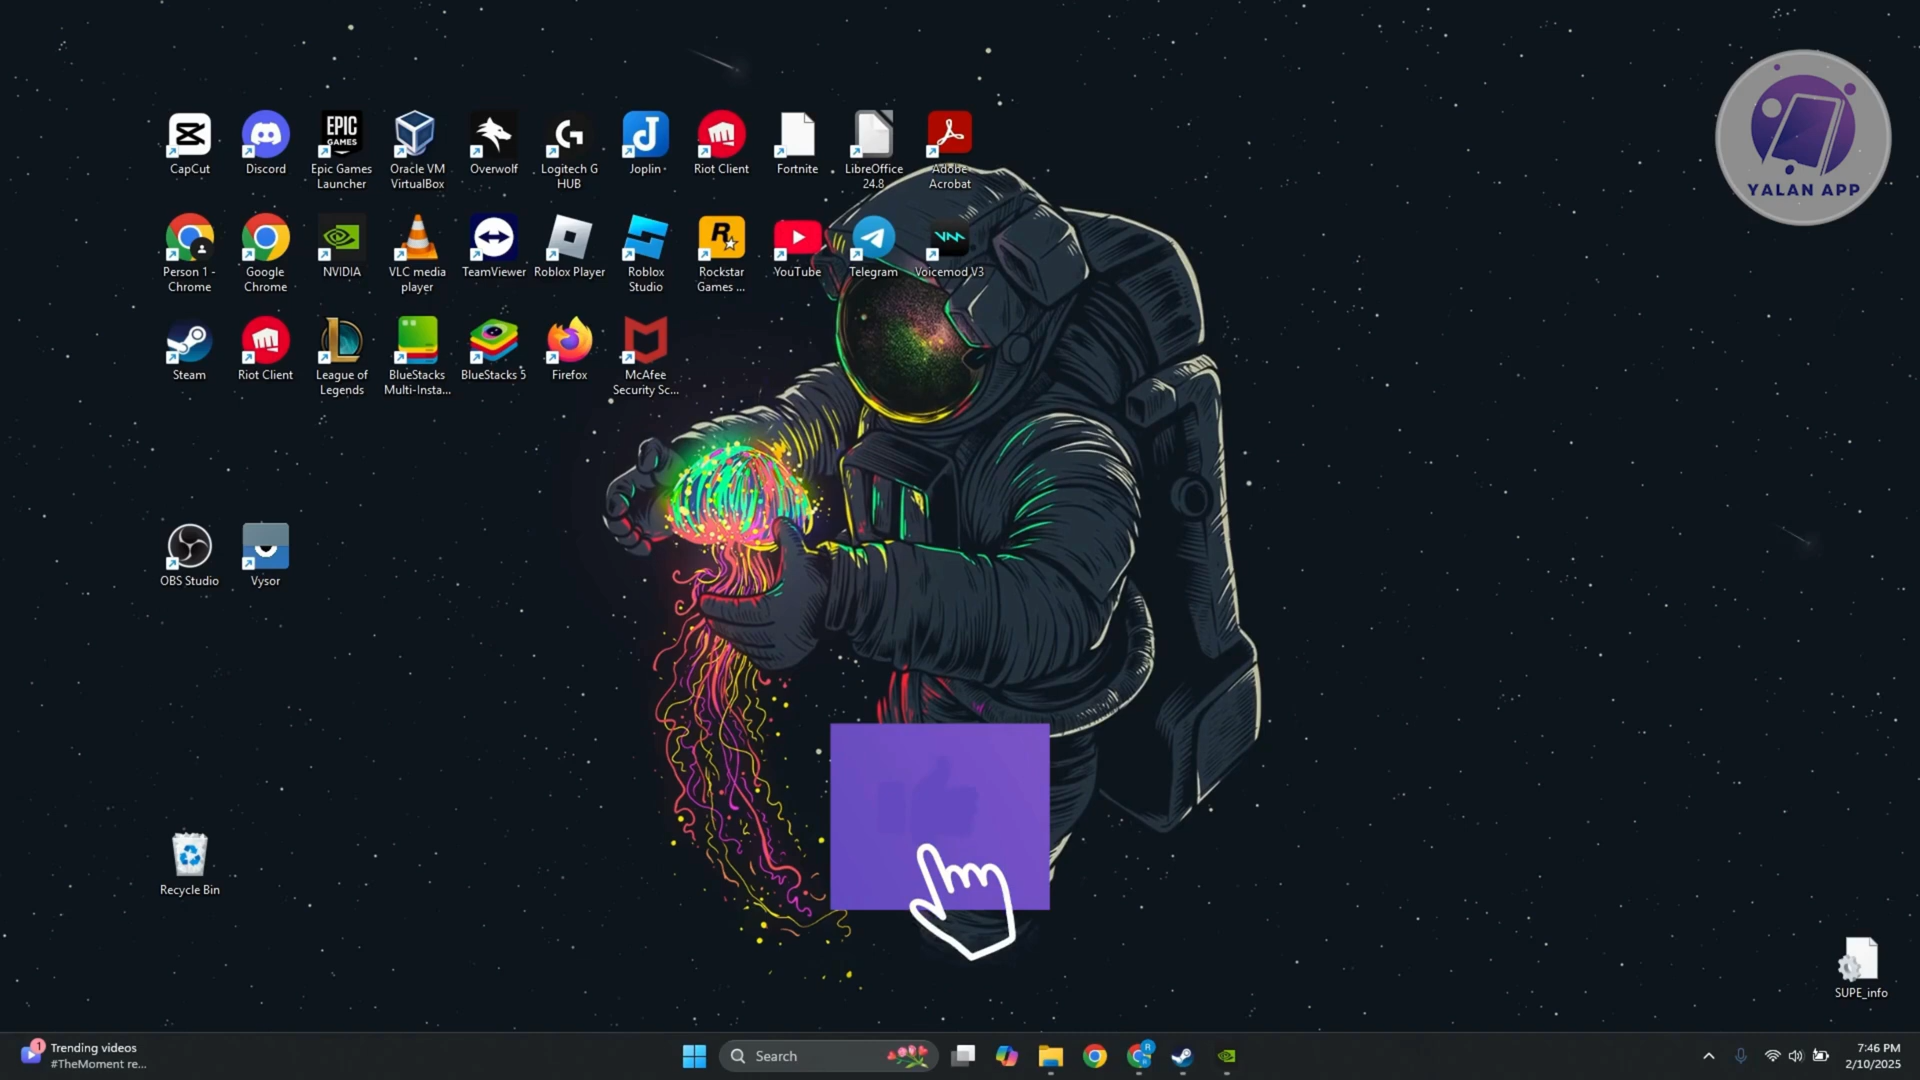 YALAN APP
EPIC
GAMES
CapCut
Discord
Epic Games
Launcher
Oracle VM
VirtualBox
Overwolf
Logitech G
HUB
Joplin
Riot Client
Fortnite
LibreOffice
24.8
Adobe
Acrobat
Person 1 -
Chrome
Google
Chrome
NVIDIA
VLC media
player
TeamViewer
Roblox Player
Roblox
Studio
Rockstar
Games ...
YouTube
Telegram
Voicemod V3
Steam
Riot Client
League of
Legends
BlueStacks
Multi-Insta...
BlueStacks 5
Firefox
McAfee
Security Sc...
OBS Studio
Vysor
Recycle Bin
SUPE_info
1
Trending videos
#TheMoment re...
Search
R
7:46 PM
2/10/2025